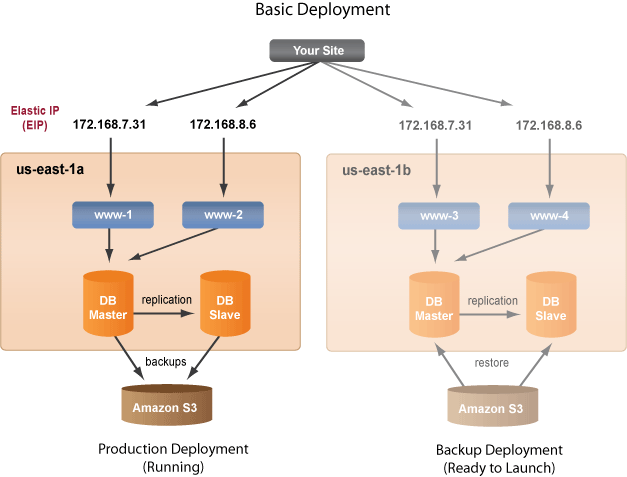 Basic Deployment
Your Site
Elastic IP
(EIP)
172.168.7.31
172.168.8.6
172.168.7.31
172.168.8.6
us-east-1a
us-east-1b
www-1
www-2
www-3
www-4
DB
Master
replication
DB
Slave
DB
Master
replication
DB
Slave
backups
restore
Amazon S3
Amazon S3
Production Deployment
(Running)
Backup Deployment
(Ready to Launch)